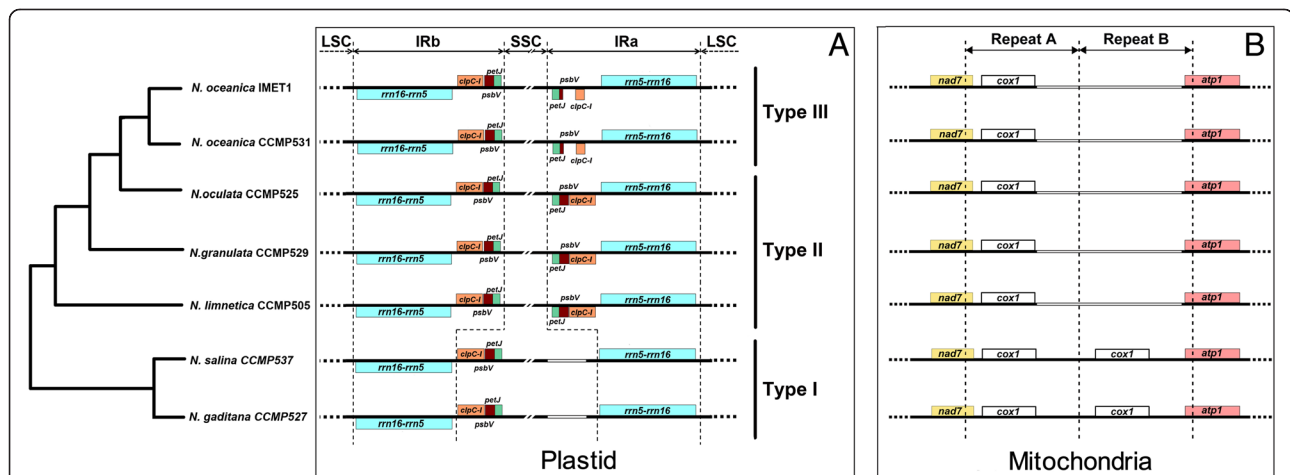 LSC IRb SSC IRa LSC A
Repeat A Repeat B B
petJ psbV
clpC-I nad7 cox1 atp1
N. oceanica IMET1 rrn5-rrn16
rrn16-rrn5 psbV petJ clpC-I
Type III
petJ psbV
clpC-I nad7 cox1 atp1
N. oceanica CCMP531 rrn5-rrn16
rrn16-rrn5 psbV petJ clpC-I
petJ psbV
clpC-I nad7 cox1 atp1
N.oculata CCMP525 rrn5-rrn16
rrn16-rrn5 psbV petJ clpC-I
petJ psbV
clpC-I nad7 cox1 atp1
N.granulata CCMP529 rrn5-rrn16 Type II
rrn16-rrn5 psbV petJ clpC-I
petJ psbV
clpC-I nad7 cox1 atp1
N. limnetica CCMP505 rrn5-rrn16
rrn16-rrn5 psbV petJ clpC-I
petJ
clpC-I nad7 cox1 cox1 atp1
N. salina CCMP537 rrn5-rrn16
rrn16-rrn5 psbV
Type I
petJ
clpC-I nad7 cox1 cox1 atp1
N. gaditana CCMP527 rrn5-rrn16
rrn16-rrn5 psbV
Plastid Mitochondria